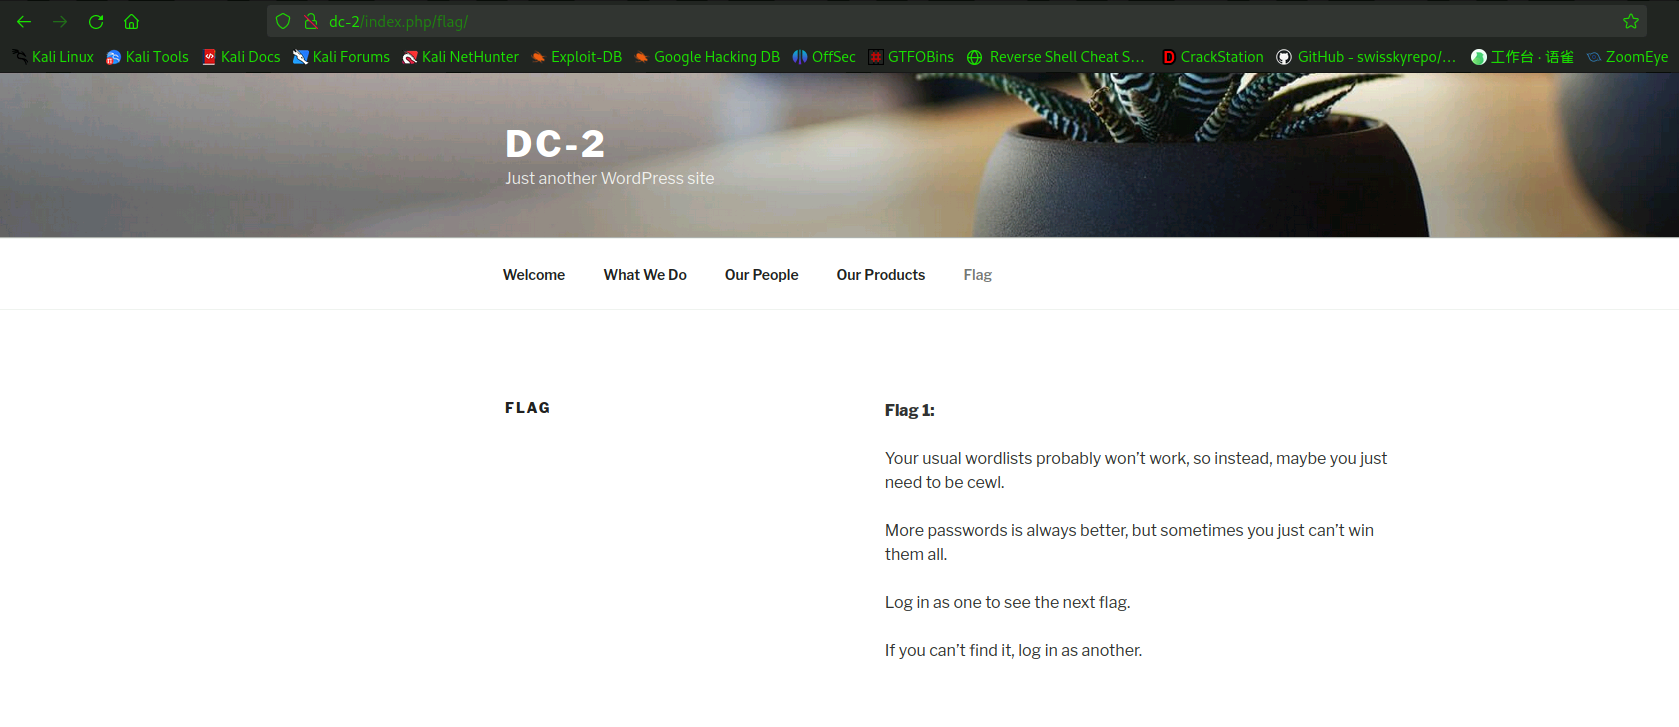 dc-2/index.php/flag/
Kali Linux Kali Tools Kali Docs Kali Forums Kali NetHunter Exploit-DB Google Hacking DB OffSec GTFOBins Reverse Shell Cheat S… CrackStation GitHub - swisskyrepo/… 工作台 · 语雀 ZoomEye
DC-2
Just another WordPress site
Welcome What We Do Our People Our Products Flag
FLAG
Flag 1:
Your usual wordlists probably won’t work, so instead, maybe you just
need to be cewl.
More passwords is always better, but sometimes you just can’t win
them all.
Log in as one to see the next flag.
If you can’t find it, log in as another.